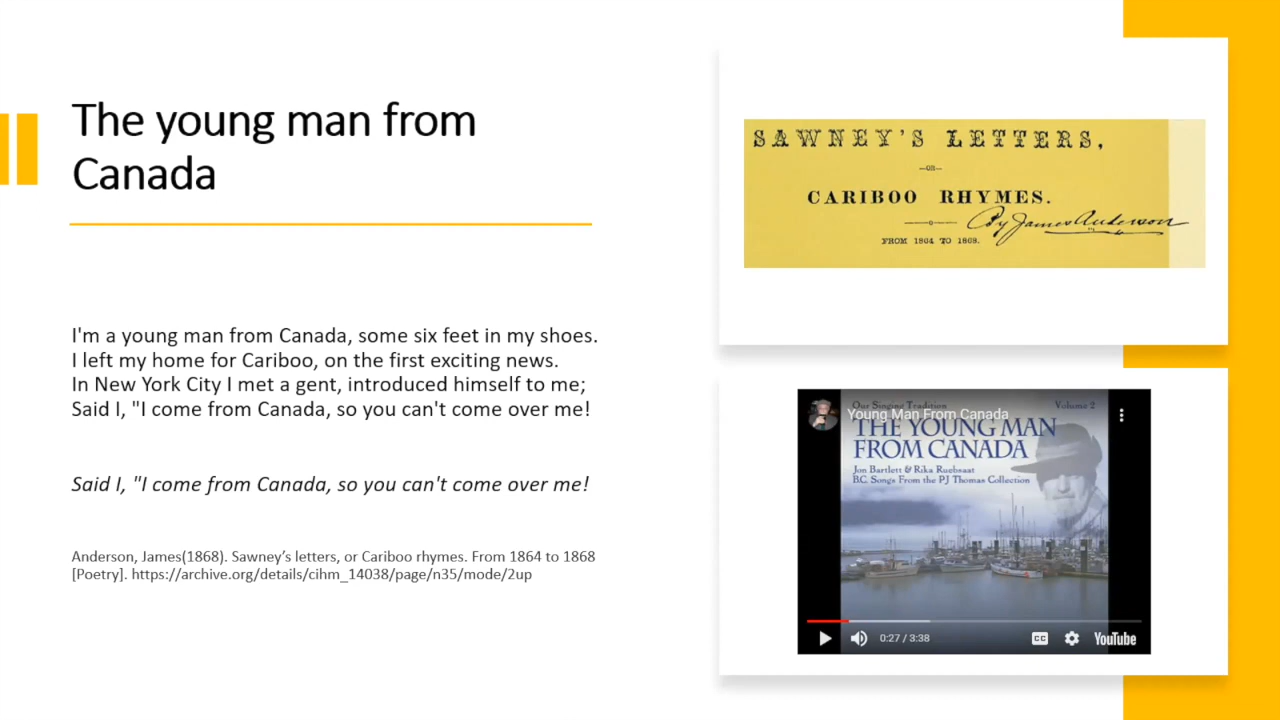 The young man from
Canada
I'm a young man from Canada, some six feet in my shoes.
I left my home for Cariboo, on the first exciting news.
In New York City I met a gent, introduced himself to me;
Said I, "I come from Canada, so you can't come over me!
Said I, "I come from Canada, so you can't come over me!
Anderson, James(1868). Sawney’s letters, or Cariboo rhymes. From 1864 to 1868
[Poetry]. https://archive.org/details/cihm_14038/page/n35/mode/2up
SAWNEY'S LETTERS,
—OR—
CARIBOO RHYMES.
By James Anderson
FROM 1864 TO 1868.
Our Singing Tradition Volume 2
Young Man From Canada
THE YOUNG MAN
FROM CANADA
Jon Bartlett & Rika Ruebsaat
B.C. Songs From the PJ Thomas Collection
0:27 / 3:38
CC
YouTube